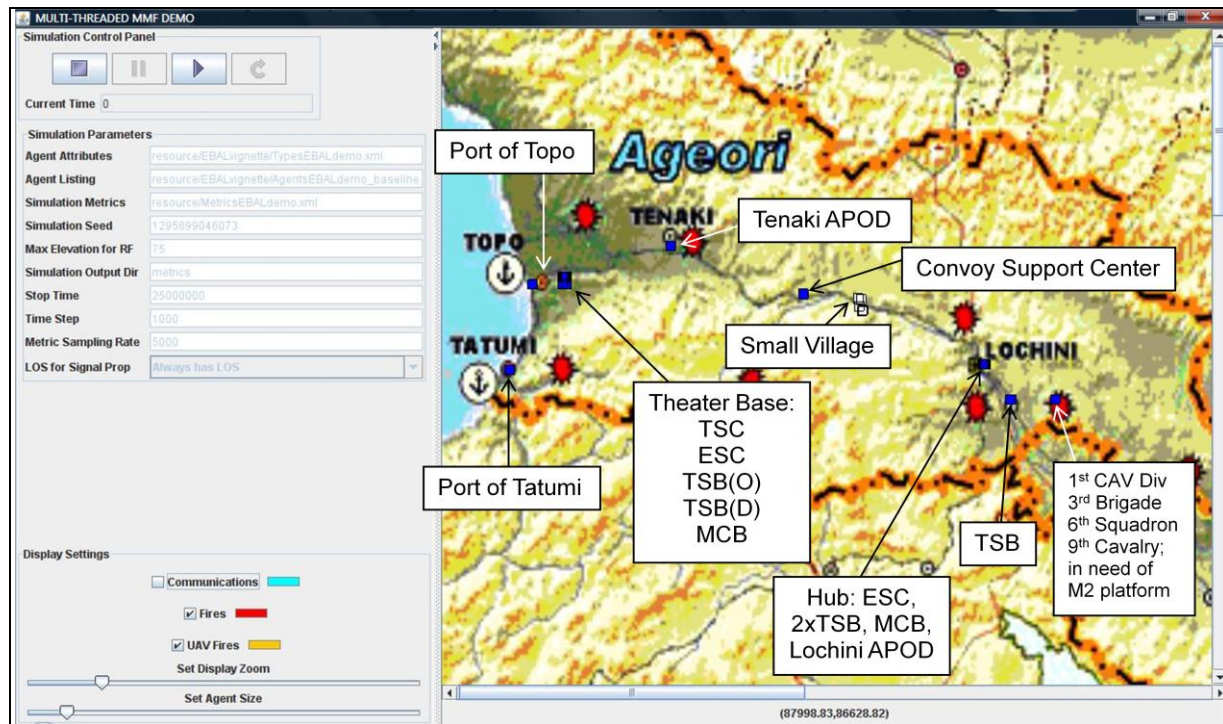 MULTI-THREADED MMF DEMO
Simulation Control Panel
Current Time 0
Simulation Parameters
Agent Attributes resource/EBALvignette/TypesEBALdemo.xml
Agent Listing resource/EBALvignette/AgentsEBALdemo_baseline
Simulation Metrics resource/MetricsEBALdemo.xml
Simulation Seed 1295899046073
Max Elevation for RF 75
Simulation Output Dir metrics
Stop Time 25000000
Time Step 1000
Metric Sampling Rate 5000
LOS for Signal Prop Always has LOS
Display Settings
Communications
Fires
UAV Fires
Set Display Zoom
Set Agent Size
Ageori
Port of Topo
TENAKI
Tenaki APOD
TOPO
Convoy Support Center
Small Village
TATUMI
LOCHINI
Port of Tatumi
Theater Base:
TSC
ESC
TSB(O)
TSB(D)
MCB
Hub: ESC,
2xTSB, MCB,
Lochini APOD
TSB
1st CAV Div
3rd Brigade
6th Squadron
9th Cavalry;
in need of
M2 platform
(87998.83,86628.82)